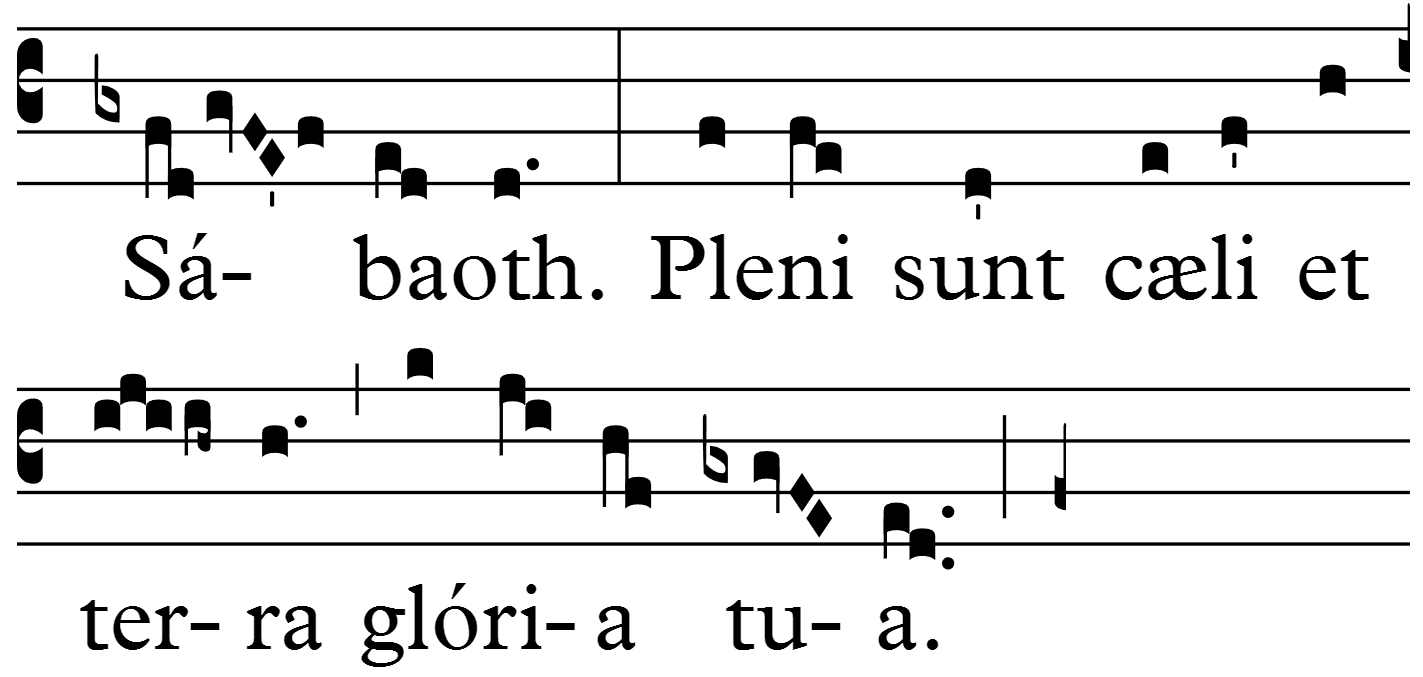 Sá- baoth. Pleni sunt cæli et
ter- ra glóri- a tu- a.